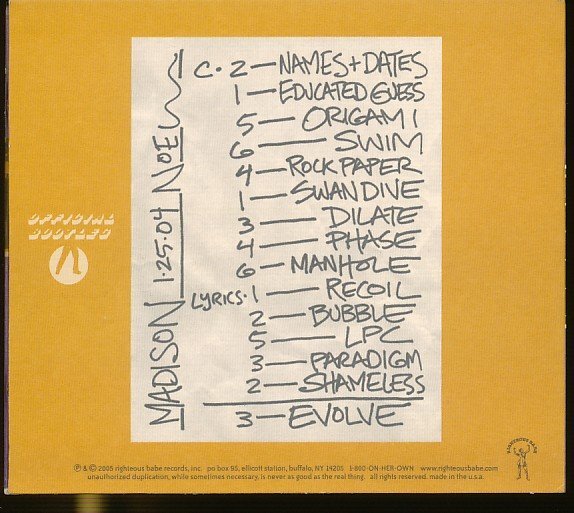 C. 2 — NAMES + DATES
1 — EDUCATED GUESS
5 — ORIGAMI
6 — SWIM
4 — ROCK PAPER
1 — SWANDIVE
3 — DILATE
4 — PHASE
6 — MANHOLE
LYRICS. 1 — RECOIL
2 — BUBBLE
5 — LPC
3 — PARADIGM
2 — SHAMELESS
3 — EVOLVE
MADISON 1.25.04 NOE
OFFICIAL
BOOTLEG
RIGHTEOUS BABE
℗ & © 2005 righteous babe records, inc. po box 95, ellicott station, buffalo, NY 14205 1-800-ON-HER-OWN www.righteousbabe.com
unauthorized duplication, while sometimes necessary, is never as good as the real thing. all rights reserved. made in the u.s.a.